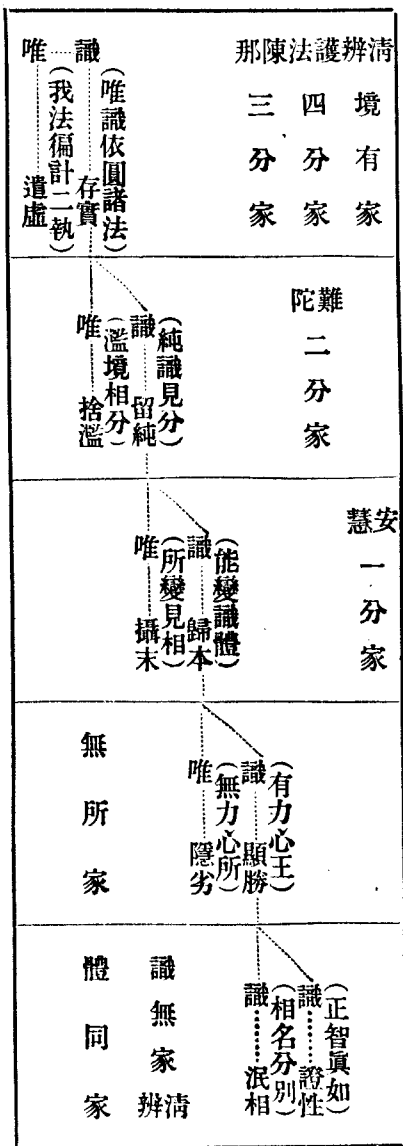 淸辨 境有家
護法 四分家
陳那 三分家
(唯識依圓諸法)
識……存實
(我法徧計二執)
唯……遣虛
難陀 二分家
(純識見分)
識……留純
(濫境相分)
唯……捨濫
安慧 一分家
(能變識體)
識……歸本
(所變見相)
唯……攝末
(有力心王)
識……顯勝
(無力心所)
唯……隱劣
無所家
(正智眞如)
識……證性
(相名分別)
識……泯相
識無家 淸辨
體同家